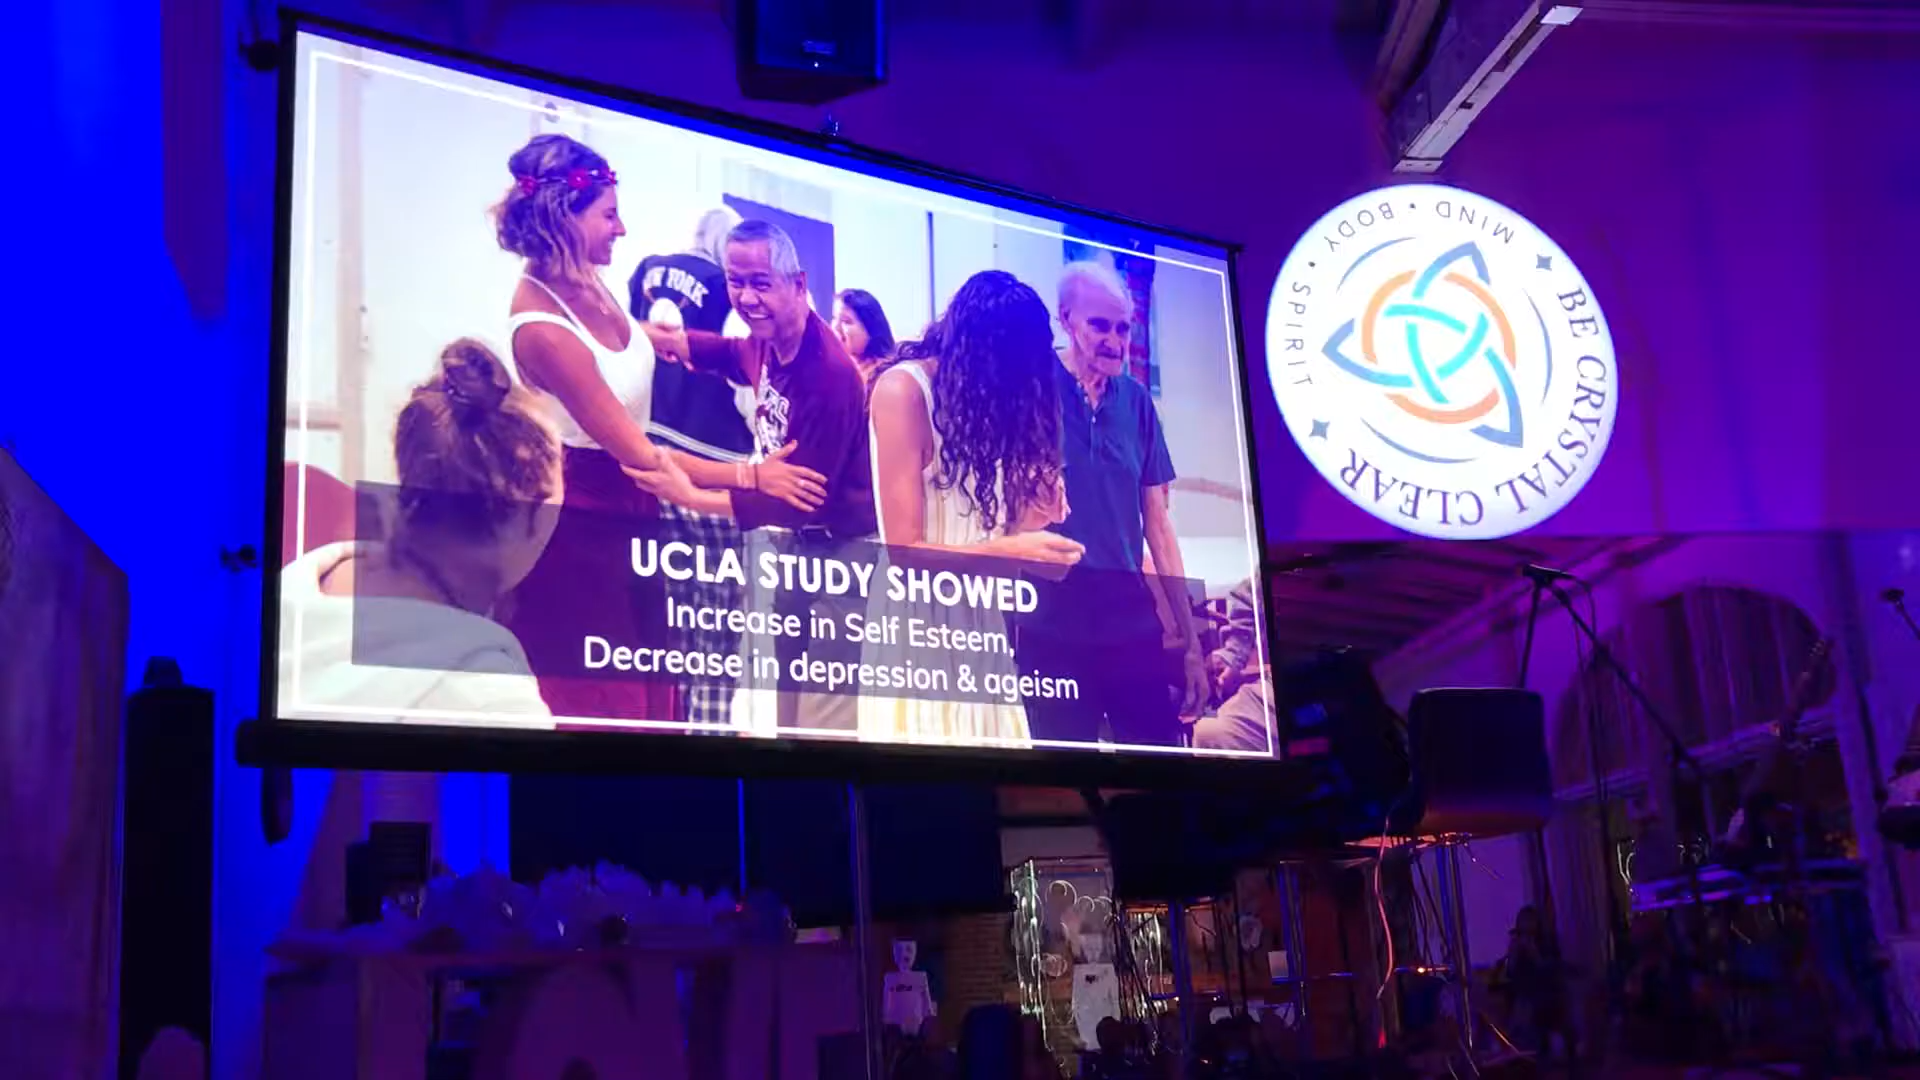 UCLA STUDY SHOWED
Increase in Self Esteem,
Decrease in depression & ageism
NEW YORK
BE CRYSTAL CLEAR
SPIRIT • BODY • MIND